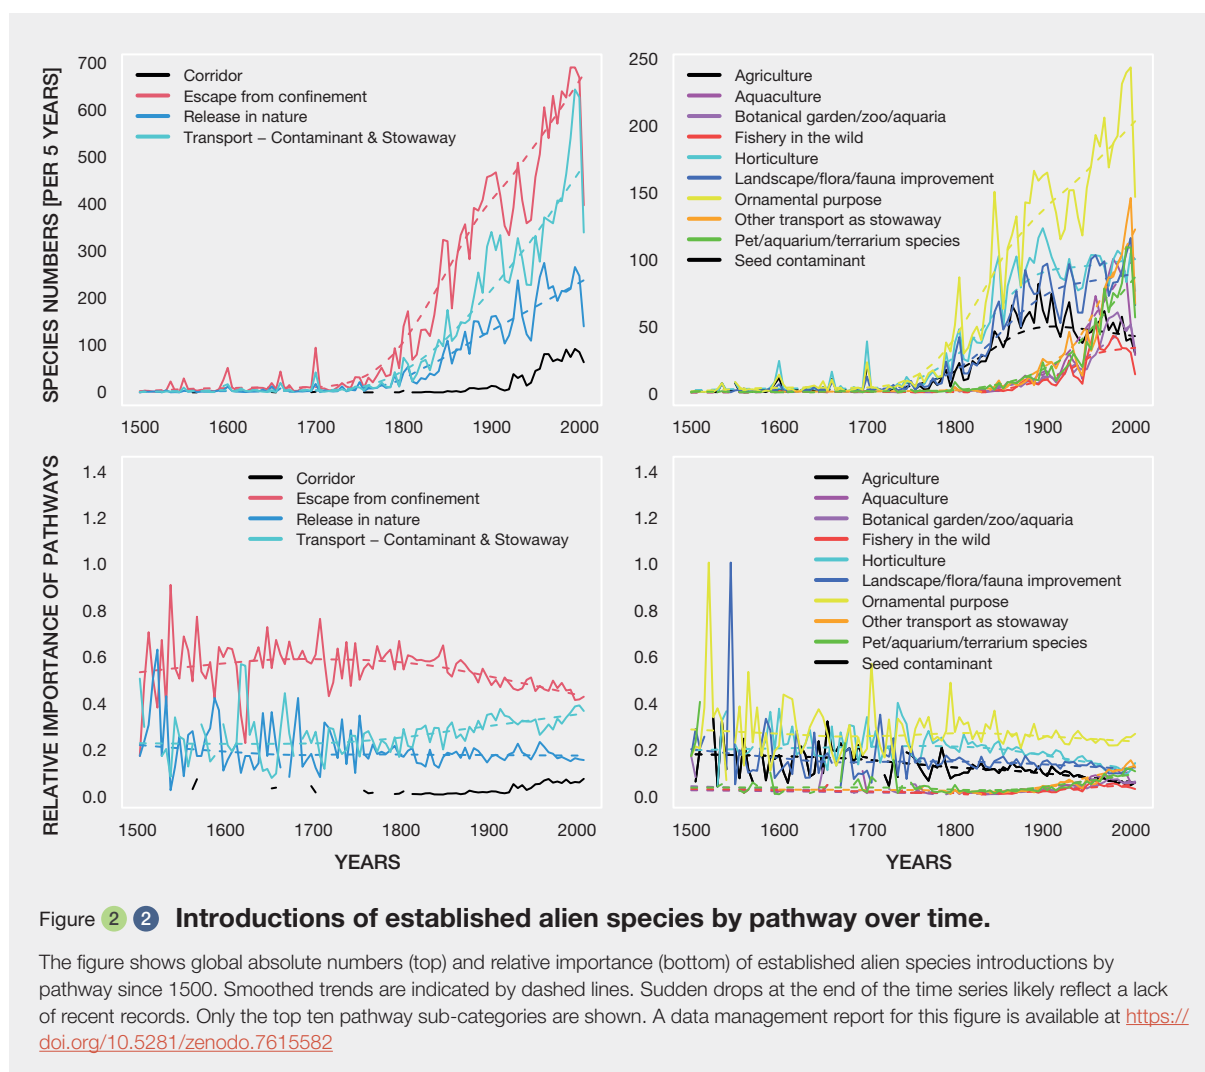 SPECIES NUMBERS [PER 5 YEARS]
700
600
500
400
300
200
100
0
Corridor
Escape from confinement
Release in nature
Transport – Contaminant & Stowaway
1500 1600 1700 1800 1900 2000
250
200
150
100
50
0
Agriculture
Aquaculture
Botanical garden/zoo/aquaria
Fishery in the wild
Horticulture
Landscape/flora/fauna improvement
Ornamental purpose
Other transport as stowaway
Pet/aquarium/terrarium species
Seed contaminant
1500 1600 1700 1800 1900 2000
RELATIVE IMPORTANCE OF PATHWAYS
1.4
1.2
1.0
0.8
0.6
0.4
0.2
0.0
Corridor
Escape from confinement
Release in nature
Transport – Contaminant & Stowaway
1500 1600 1700 1800 1900 2000
YEARS
1.4
1.2
1.0
0.8
0.6
0.4
0.2
0.0
Agriculture
Aquaculture
Botanical garden/zoo/aquaria
Fishery in the wild
Horticulture
Landscape/flora/fauna improvement
Ornamental purpose
Other transport as stowaway
Pet/aquarium/terrarium species
Seed contaminant
1500 1600 1700 1800 1900 2000
YEARS
Figure 2 2 Introductions of established alien species by pathway over time.
The figure shows global absolute numbers (top) and relative importance (bottom) of established alien species introductions by
pathway since 1500. Smoothed trends are indicated by dashed lines. Sudden drops at the end of the time series likely reflect a lack
of recent records. Only the top ten pathway sub-categories are shown. A data management report for this figure is available at https://
doi.org/10.5281/zenodo.7615582